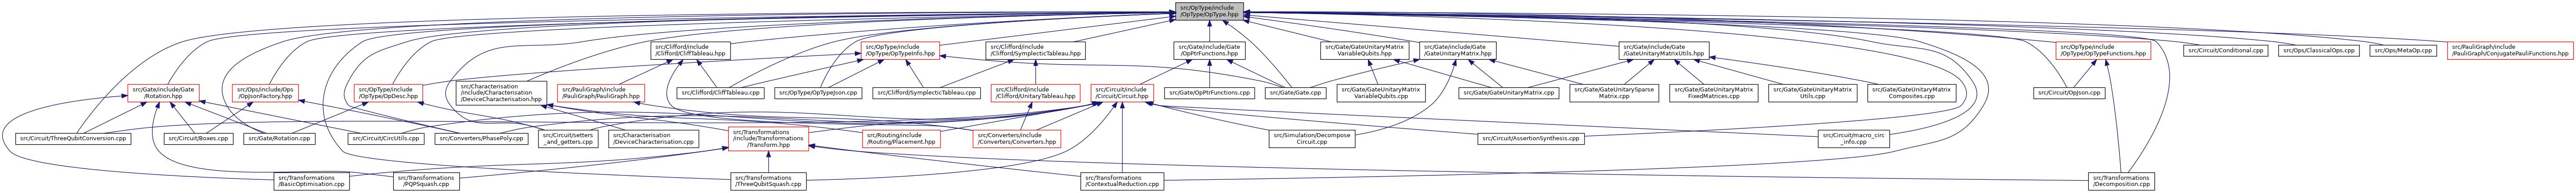 src/OpType/include
/OpType/OpType.hpp
src/Clifford/include
/Clifford/CliffTableau.hpp
src/OpType/include
/OpType/OpTypeInfo.hpp
src/Clifford/include
/Clifford/SymplecticTableau.hpp
src/Gate/include/Gate
/OpPtrFunctions.hpp
src/Gate/GateUnitaryMatrix
VariableQubits.hpp
src/Gate/include/Gate
/GateUnitaryMatrix.hpp
src/Gate/include/Gate
/GateUnitaryMatrixUtils.hpp
src/OpType/include
/OpType/OpTypeFunctions.hpp
src/Circuit/Conditional.cpp
src/Ops/ClassicalOps.cpp
src/Ops/MetaOp.cpp
src/PauliGraph/include
/PauliGraph/ConjugatePauliFunctions.hpp
src/Gate/include/Gate
/Rotation.hpp
src/Ops/include/Ops
/OpJsonFactory.hpp
src/OpType/include
/OpType/OpDesc.hpp
src/Characterisation
/include/Characterisation
/DeviceCharacterisation.hpp
src/PauliGraph/include
/PauliGraph/PauliGraph.hpp
src/Clifford/CliffTableau.cpp
src/OpType/OpTypeJson.cpp
src/Clifford/SymplecticTableau.cpp
src/Clifford/include
/Clifford/UnitaryTableau.hpp
src/Circuit/include
/Circuit/Circuit.hpp
src/Gate/OpPtrFunctions.cpp
src/Gate/Gate.cpp
src/Gate/GateUnitaryMatrix
VariableQubits.cpp
src/Gate/GateUnitaryMatrix.cpp
src/Gate/GateUnitarySparse
Matrix.cpp
src/Gate/GateUnitaryMatrix
FixedMatrices.cpp
src/Gate/GateUnitaryMatrix
Utils.cpp
src/Gate/GateUnitaryMatrix
Composites.cpp
src/Circuit/OpJson.cpp
src/Circuit/ThreeQubitConversion.cpp
src/Circuit/Boxes.cpp
src/Gate/Rotation.cpp
src/Circuit/CircUtils.cpp
src/Converters/PhasePoly.cpp
src/Circuit/setters
_and_getters.cpp
src/Characterisation
/DeviceCharacterisation.cpp
src/Transformations
/include/Transformations
/Transform.hpp
src/Routing/include
/Routing/Placement.hpp
src/Converters/include
/Converters/Converters.hpp
src/Simulation/Decompose
Circuit.cpp
src/Circuit/AssertionSynthesis.cpp
src/Circuit/macro_circ
_info.cpp
src/Transformations
/BasicOptimisation.cpp
src/Transformations
/PQPSquash.cpp
src/Transformations
/ThreeQubitSquash.cpp
src/Transformations
/ContextualReduction.cpp
src/Transformations
/Decomposition.cpp